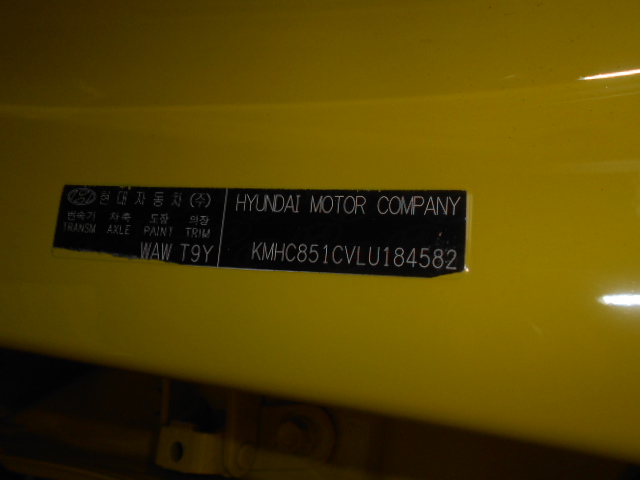 현대자동차(주)
변속기 차축 도장 의장
TRANSM AXLE PAINT TRIM
WAW T9Y
HYUNDAI MOTOR COMPANY
KMHC851CVLU184582